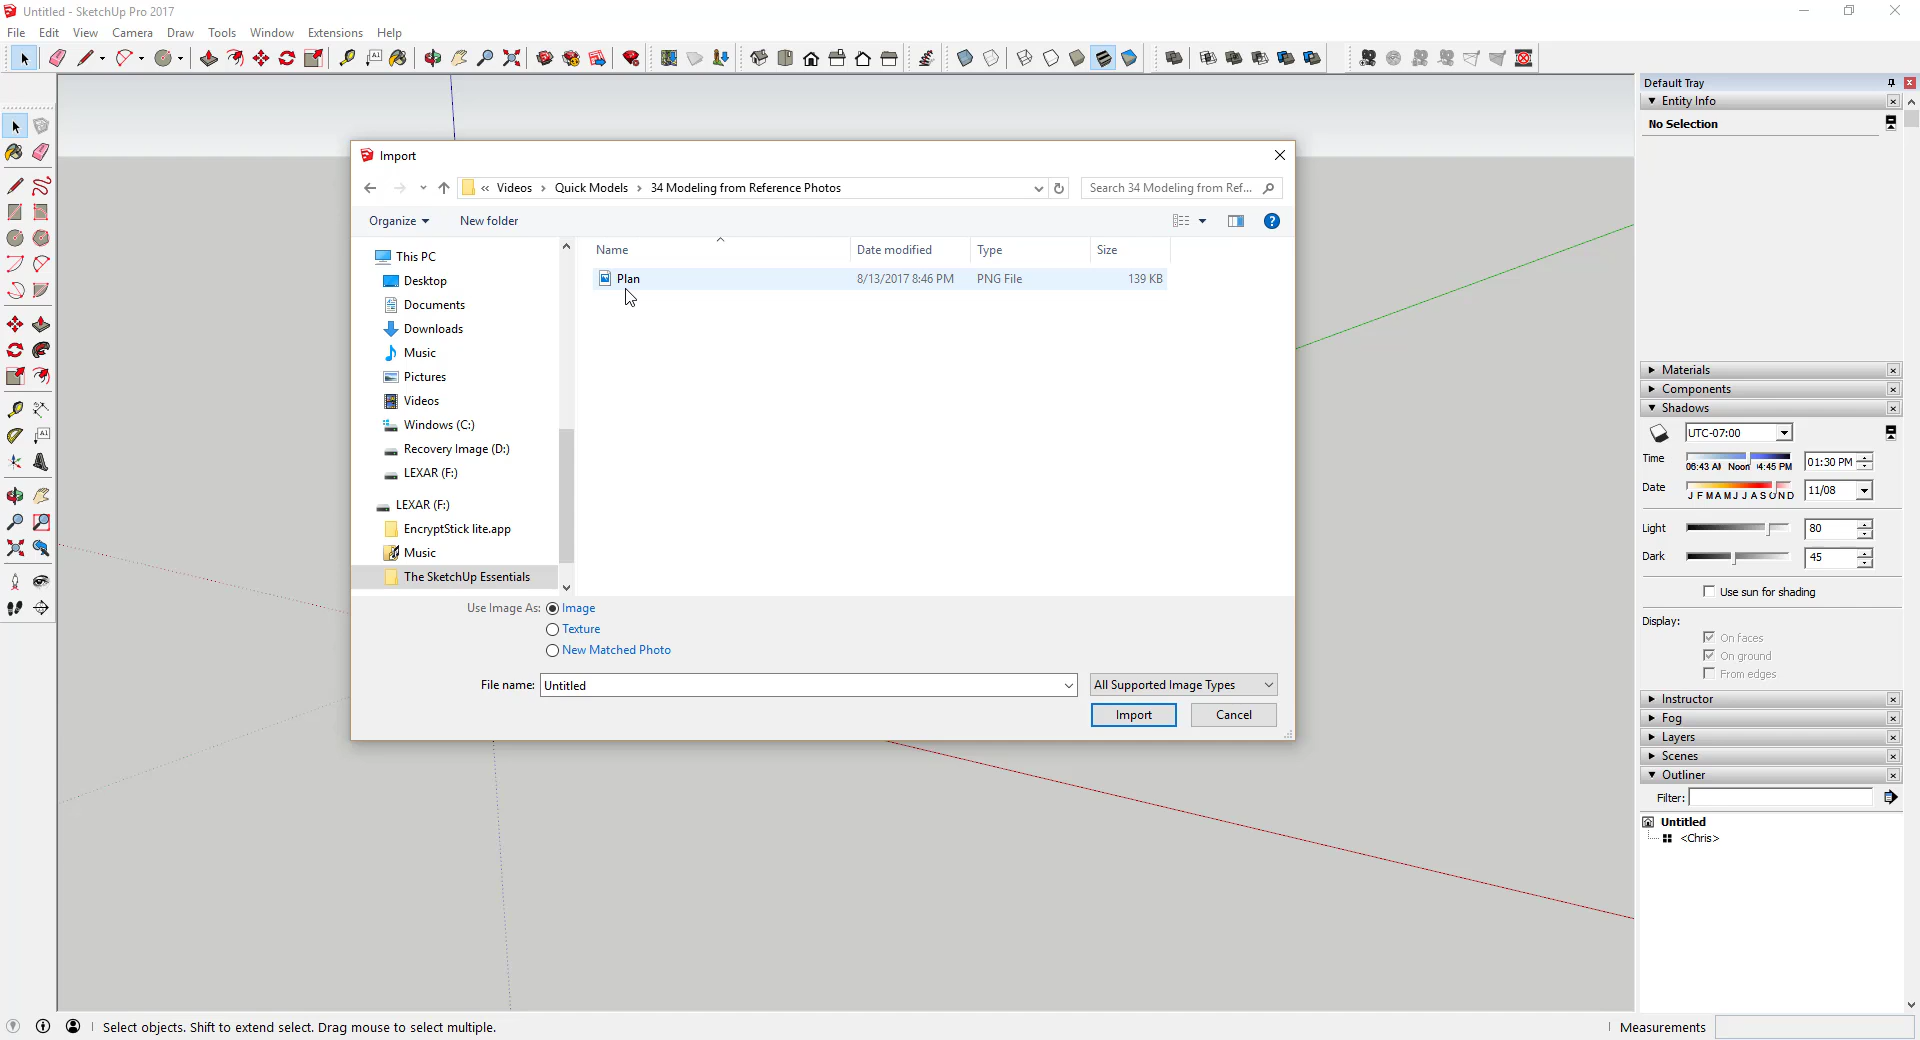 Untitled - SketchUp Pro 2017
File Edit View Camera Draw Tools Window Extensions Help
Default Tray
Entity Info
No Selection
Import
« Videos › Quick Models › 34 Modeling from Reference Photos
Search 34 Modeling from Ref...
Organize New folder
Name Date modified Type Size
Plan 8/13/2017 8:46 PM PNG File 139 KB
This PC
Desktop
Documents
Downloads
Music
Pictures
Videos
Windows (C:)
Recovery Image (D:)
LEXAR (F:)
LEXAR (F:)
EncryptStick lite.app
Music
The SketchUp Essentials
Use Image As: Image
Texture
New Matched Photo
File name: Untitled All Supported Image Types
Import Cancel
Materials
Components
Shadows
UTC-07:00
Time 06:43 AM Noon 4:45 PM 01:30 PM
Date J F M A M J J A S O N D 11/08
Light 80
Dark 45
Use sun for shading
Display:
On faces
On ground
From edges
Instructor
Fog
Layers
Scenes
Outliner
Filter:
Untitled
<Chris>
Select objects. Shift to extend select. Drag mouse to select multiple.
Measurements